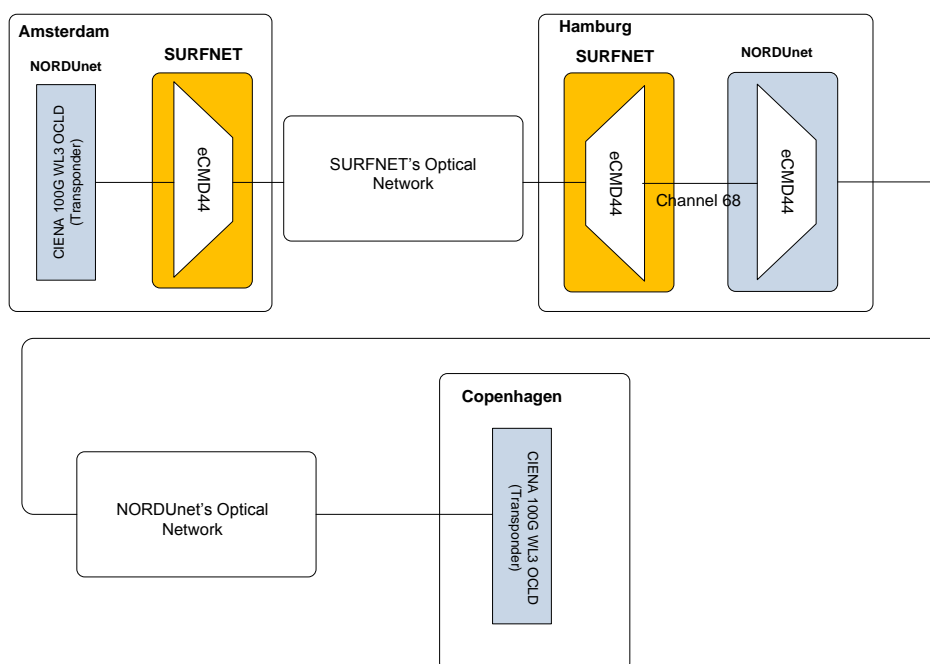 Amsterdam
NORDUnet
SURFNET
CIENA 100G WL3 OCLD
(Transponder)
eCMD44
SURFNET's Optical
Network
Hamburg
SURFNET
NORDUnet
eCMD44
Channel 68
eCMD44
NORDUnet's Optical
Network
Copenhagen
CIENA 100G WL3 OCLD
(Transponder)